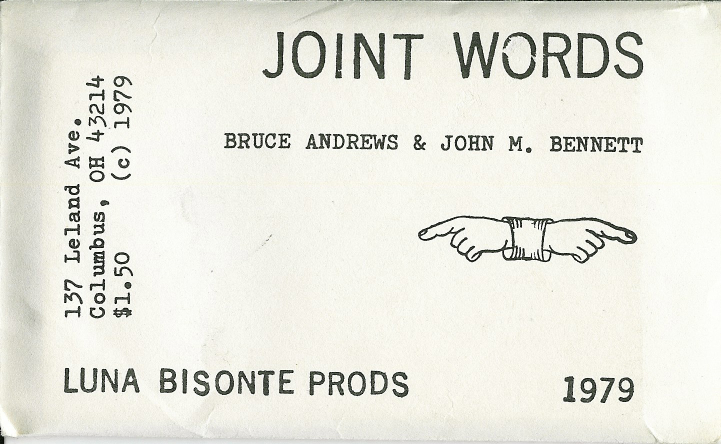 JOINT WORDS
BRUCE ANDREWS & JOHN M. BENNETT
137 Leland Ave.
Columbus, OH 43214
$1.50 (c) 1979
LUNA BISONTE PRODS 1979